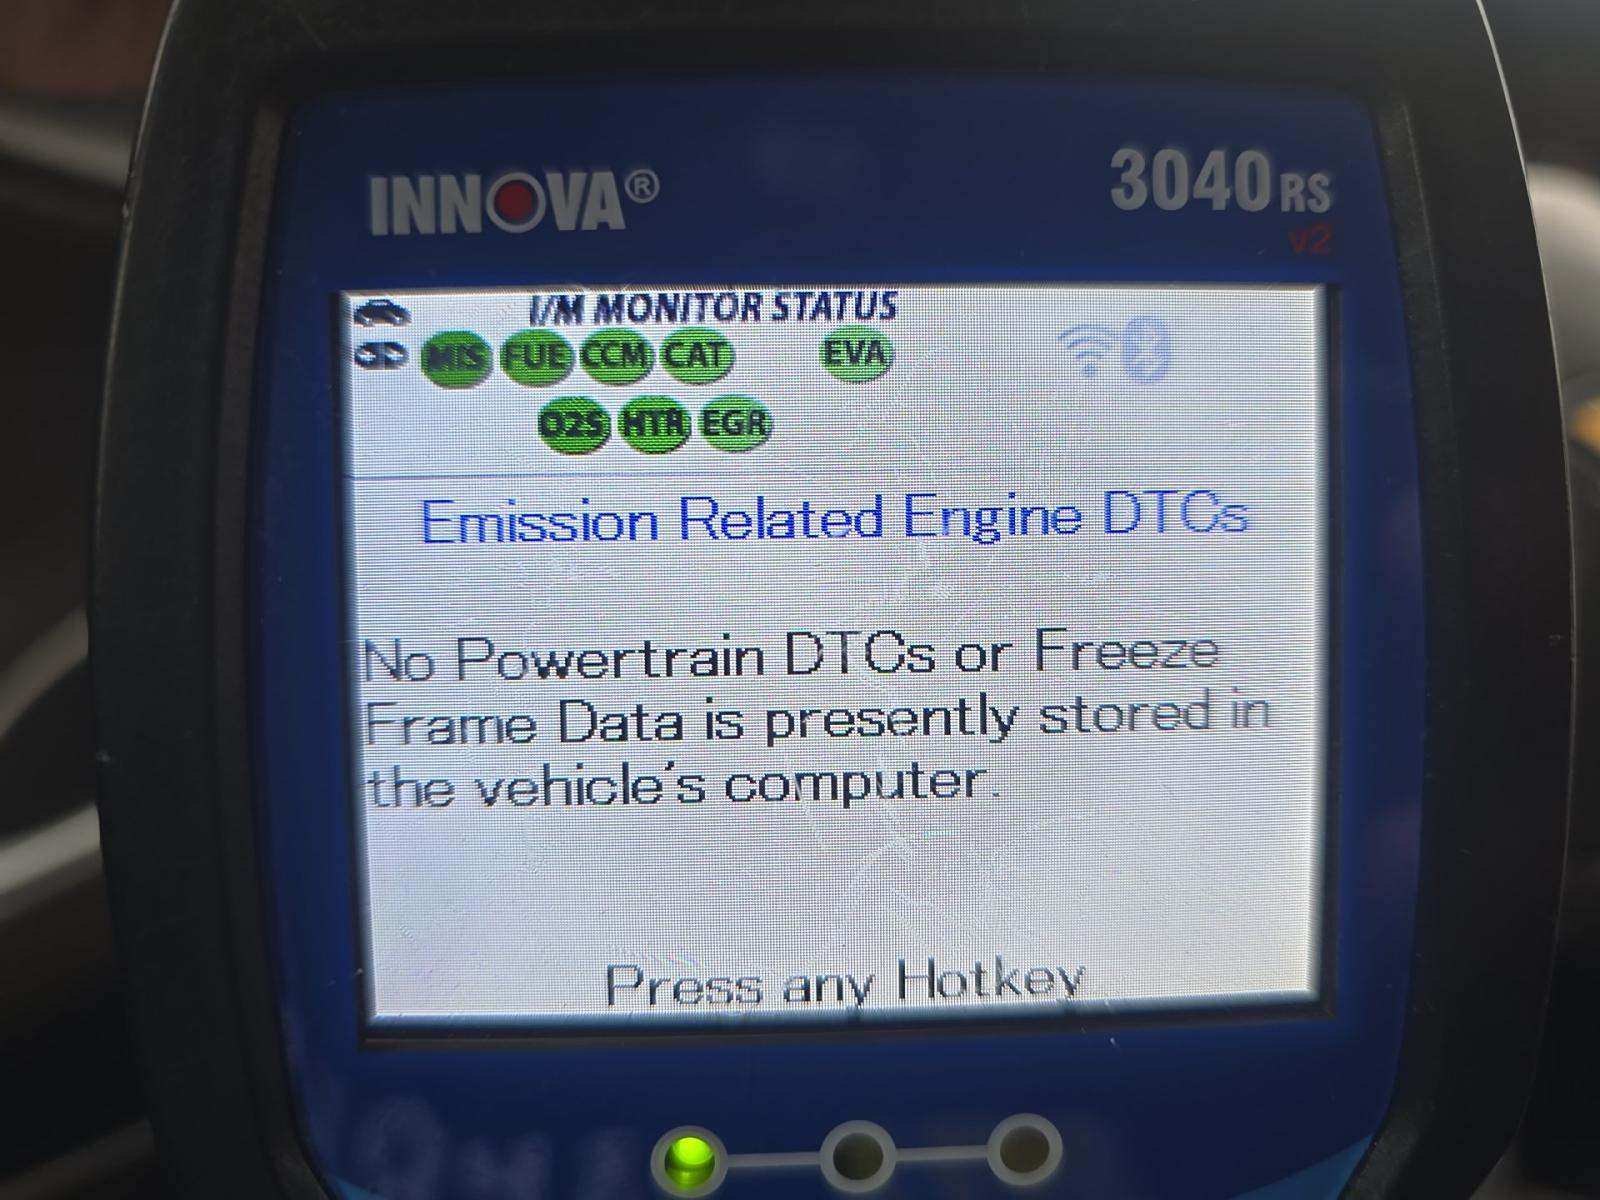 INNOVA®
3040RS
v2
I/M MONITOR STATUS
MIS FUE CCM CAT EVA
O2S HTR EGR
Emission Related Engine DTCs
No Powertrain DTCs or Freeze
Frame Data is presently stored in
the vehicle's computer.
Press any Hotkey